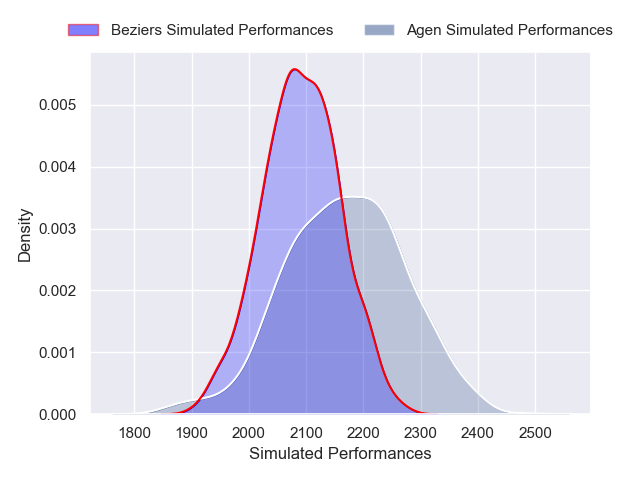 Beziers Simulated Performances Agen Simulated Performances
0.005
0.004
0.003
0.002
0.001
0.000
Density
1800 1900 2000 2100 2200 2300 2400 2500
Simulated Performances